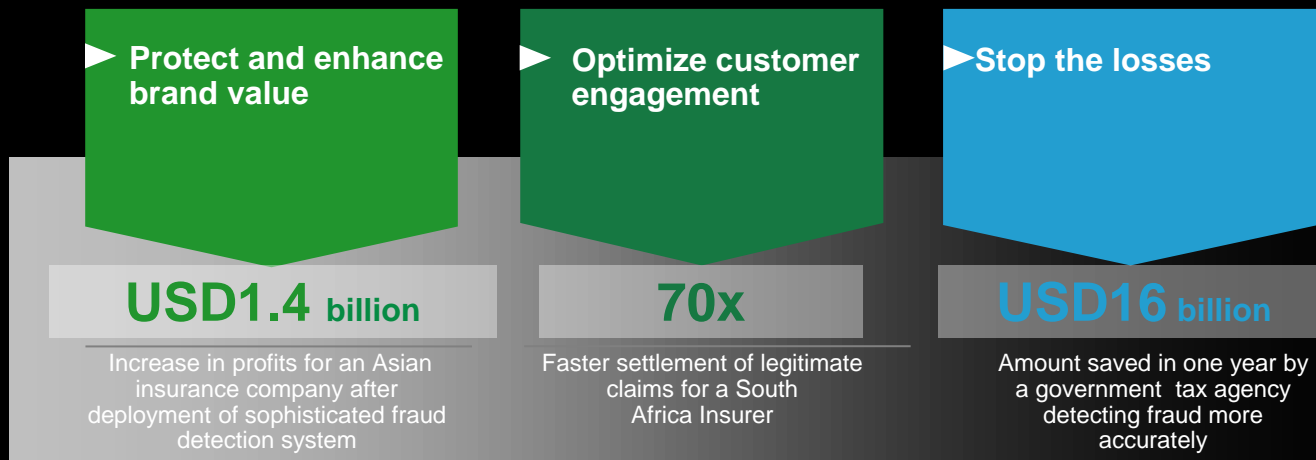 Protect and enhance
brand value
USD1.4 billion
Increase in profits for an Asian
insurance company after
deployment of sophisticated fraud
detection system
Optimize customer
engagement
70x
Faster settlement of legitimate
claims for a South
Africa Insurer
Stop the losses
USD16 billion
Amount saved in one year by
a government tax agency
detecting fraud more
accurately